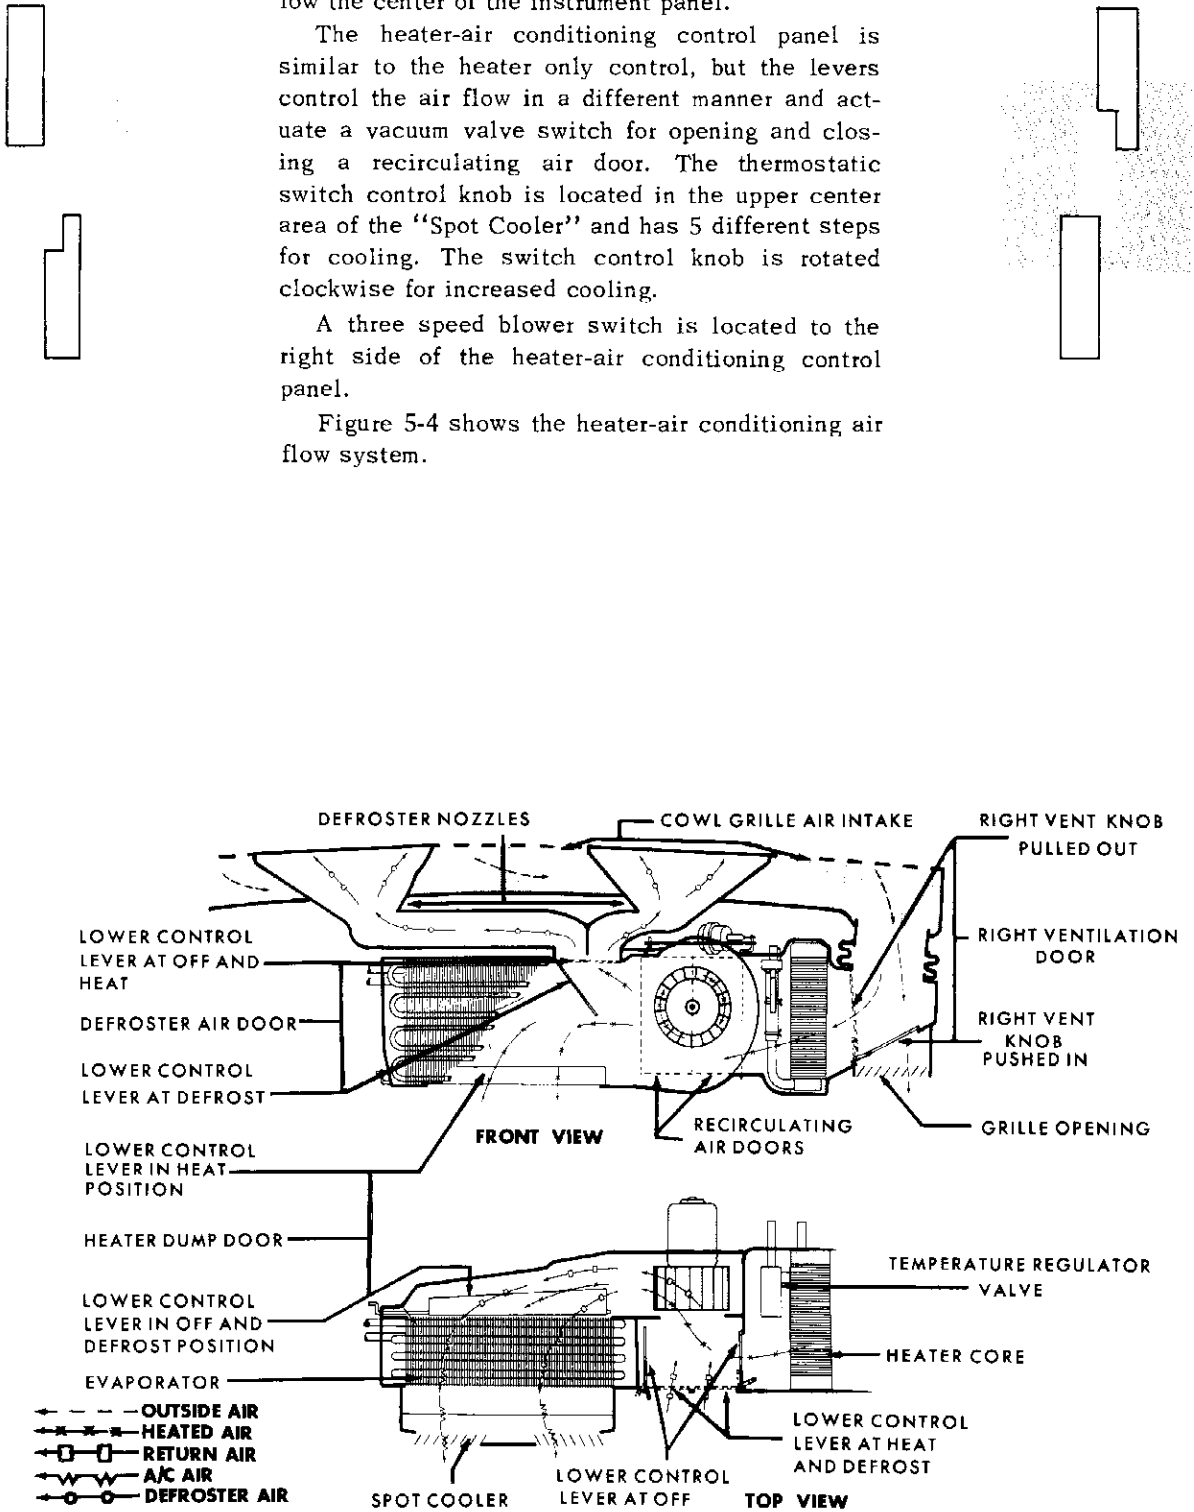 low the center of the instrument panel.
The heater-air conditioning control panel is
similar to the heater only control, but the levers
control the air flow in a different manner and act-
uate a vacuum valve switch for opening and clos-
ing a recirculating air door. The thermostatic
switch control knob is located in the upper center
area of the "Spot Cooler" and has 5 different steps
for cooling. The switch control knob is rotated
clockwise for increased cooling.
A three speed blower switch is located to the
right side of the heater-air conditioning control
panel.
Figure 5-4 shows the heater-air conditioning air
flow system.
DEFROSTER NOZZLES
COWL GRILLE AIR INTAKE
RIGHT VENT KNOB
PULLED OUT
LOWER CONTROL
LEVER AT OFF AND
HEAT
RIGHT VENTILATION
DOOR
DEFROSTER AIR DOOR
RIGHT VENT
KNOB
PUSHED IN
LOWER CONTROL
LEVER AT DEFROST
FRONT VIEW
RECIRCULATING
AIR DOORS
GRILLE OPENING
LOWER CONTROL
LEVER IN HEAT
POSITION
HEATER DUMP DOOR
TEMPERATURE REGULATOR
VALVE
LOWER CONTROL
LEVER IN OFF AND
DEFROST POSITION
HEATER CORE
EVAPORATOR
OUTSIDE AIR
HEATED AIR
RETURN AIR
A/C AIR
DEFROSTER AIR
SPOT COOLER
LOWER CONTROL
LEVER AT OFF
LOWER CONTROL
LEVER AT HEAT
AND DEFROST
TOP VIEW